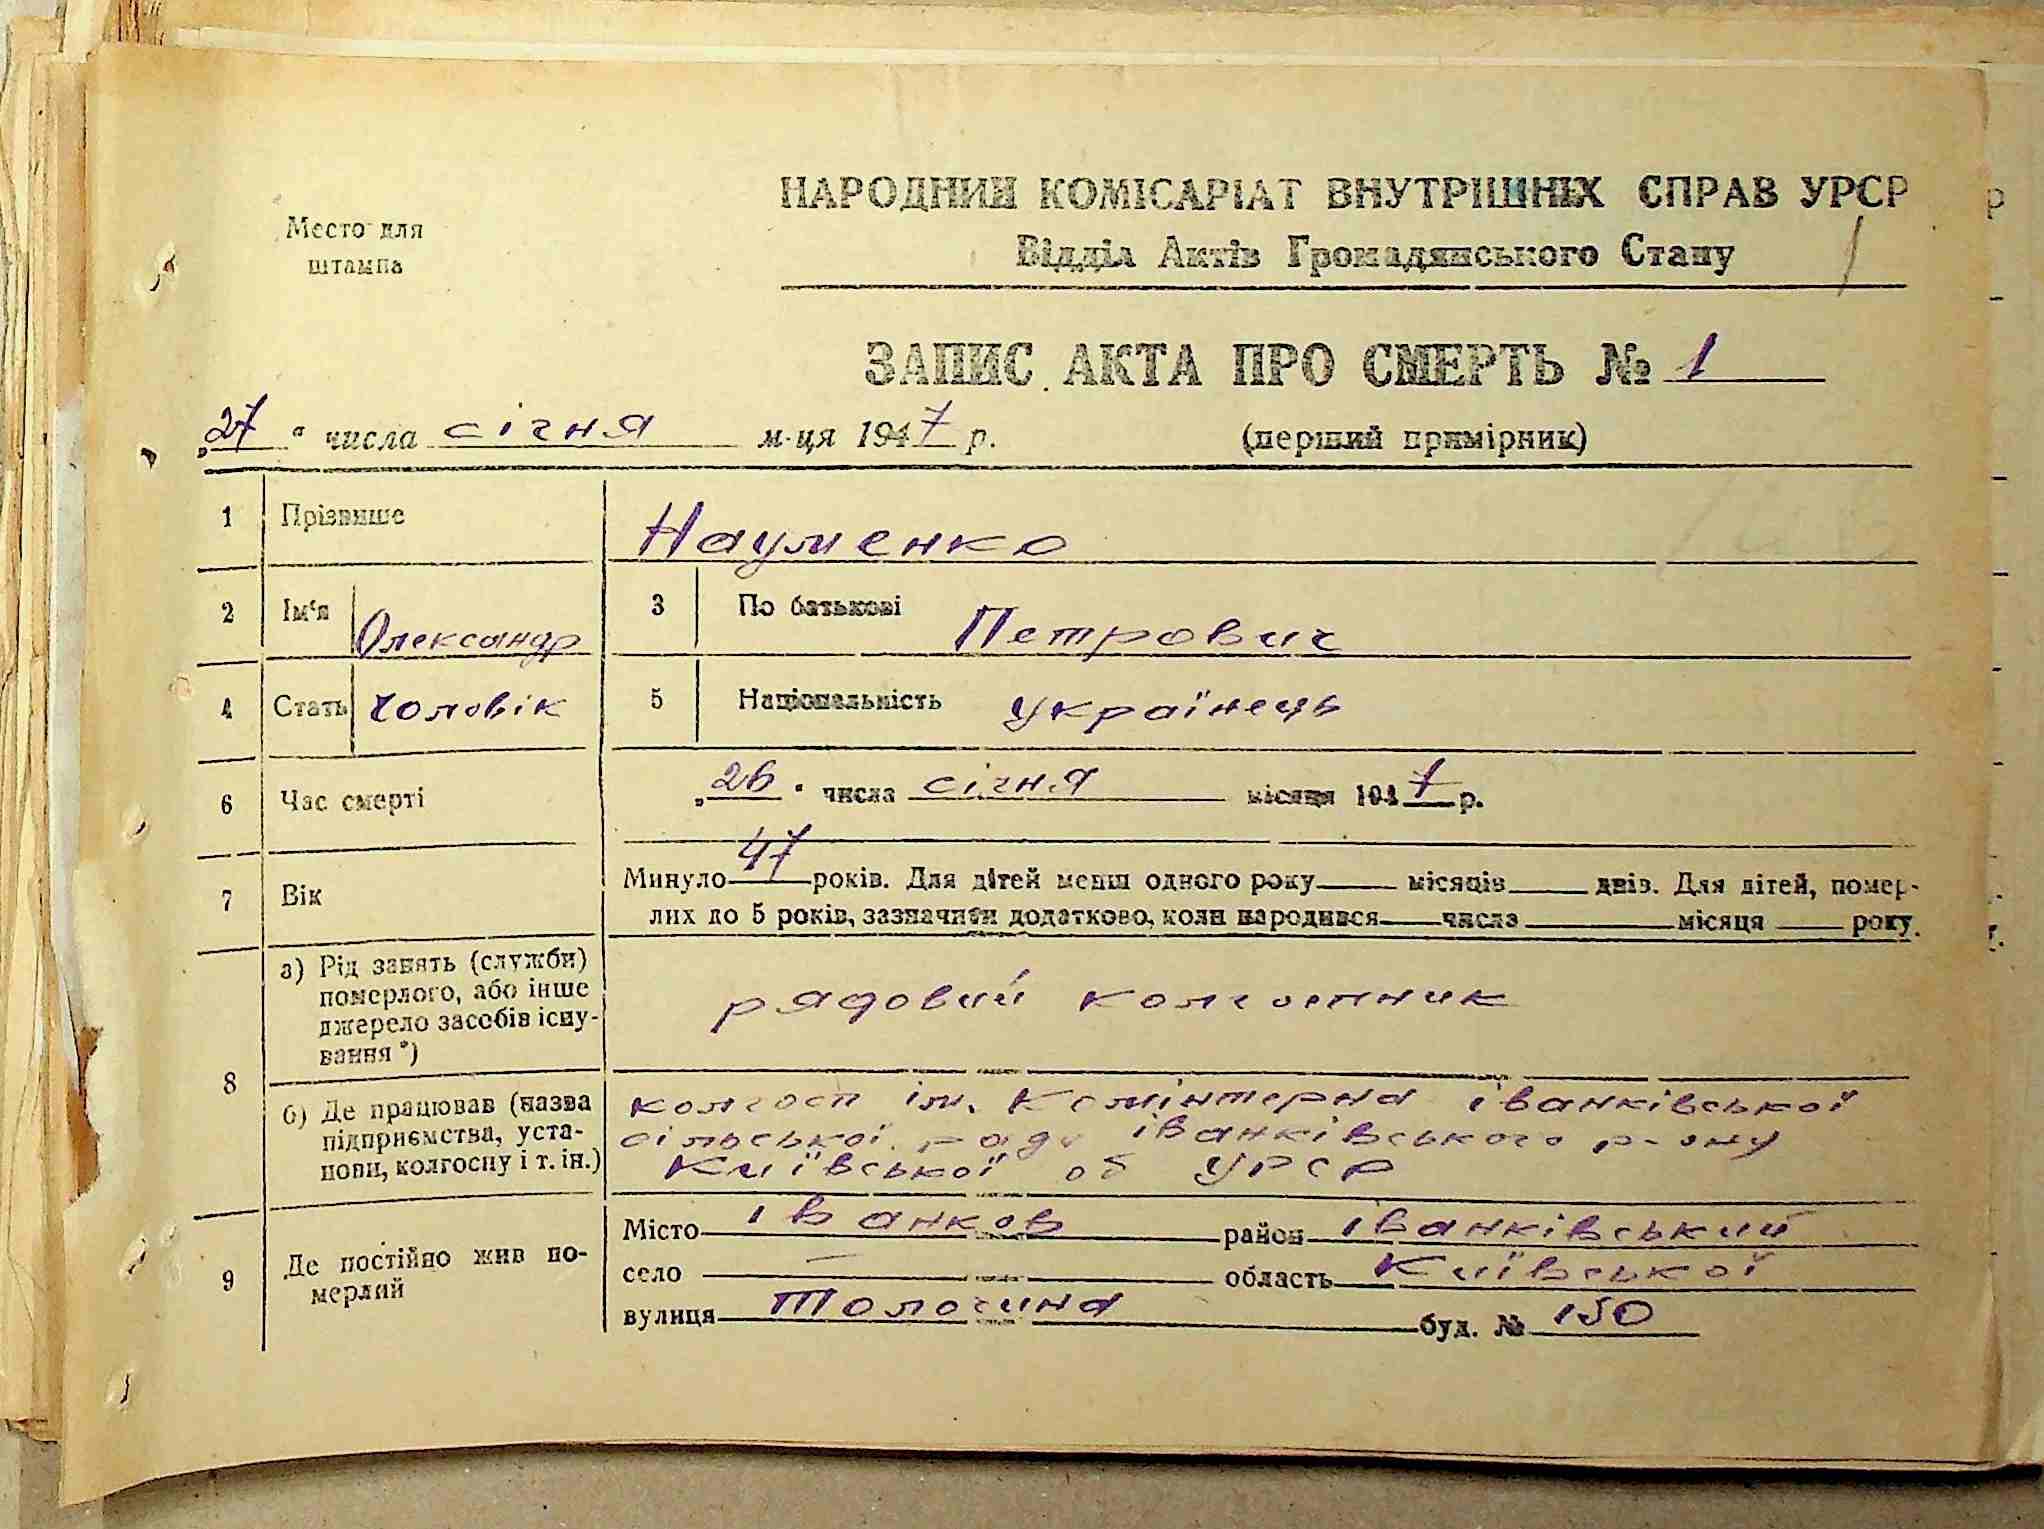 Место для
штампа
НАРОДНИЙ КОМІСАРІАТ ВНУТРІШНІХ СПРАВ УРСР
Відділ Актів Громадянського Стану
ЗАПИС АКТА ПРО СМЕРТЬ № 1
„27“ числа січня м-ця 1947 р. (перший примірник)
1 Прізвище Науменко
2 Ім‘я Олександр 3 По батькові Петрович
4 Стать чоловік 5 Національність українець
6 Час смерті „26“ числа січня місяця 1947 р.
7 Вік Минуло 47 років. Для дітей менш одного року місяців днів. Для дітей, помер-
лих до 5 років, зазначити додатково, коли народився числа місяця року.
8 а) Рід занять (служби)
померлого, або інше
джерело засобів існу-
вання *)
рядовий колгоспник
б) Де працював (назва
підприємства, уста-
нови, колгоспу і т. ін.)
колгосп ім. Комінтерна іванківської
сільської ради іванківського р-ону
Київської об УРСР
9 Де постійно жив по-
мерлий
Місто іванков район іванківський
село — область Київської
вулиця буд. № 150